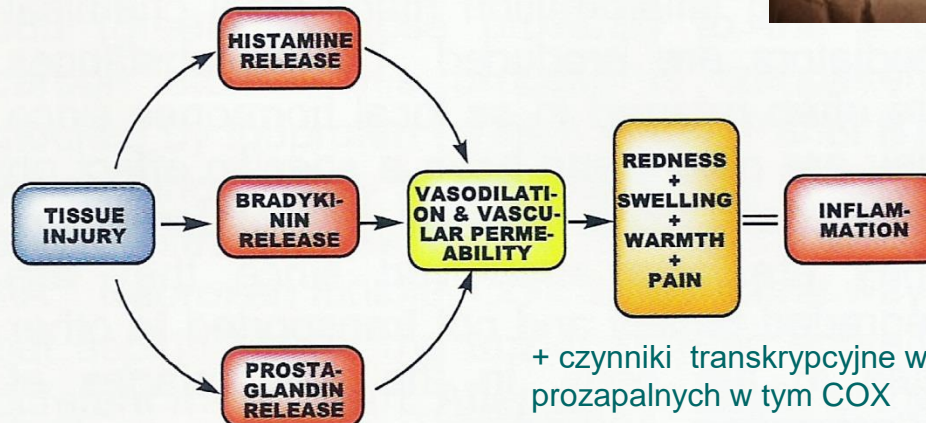 HISTAMINE
RELEASE
TISSUE
INJURY
BRADYKI-
NIN
RELEASE
PROSTA-
GLANDIN
RELEASE
VASODILATI-
ON & VASCU-
LAR PERME-
ABILITY
REDNESS
+
SWELLING
+
WARMTH
+
PAIN
=
INFLAM-
MATION
+ czynniki transkrypcyjne w
prozapalnych w tym COX